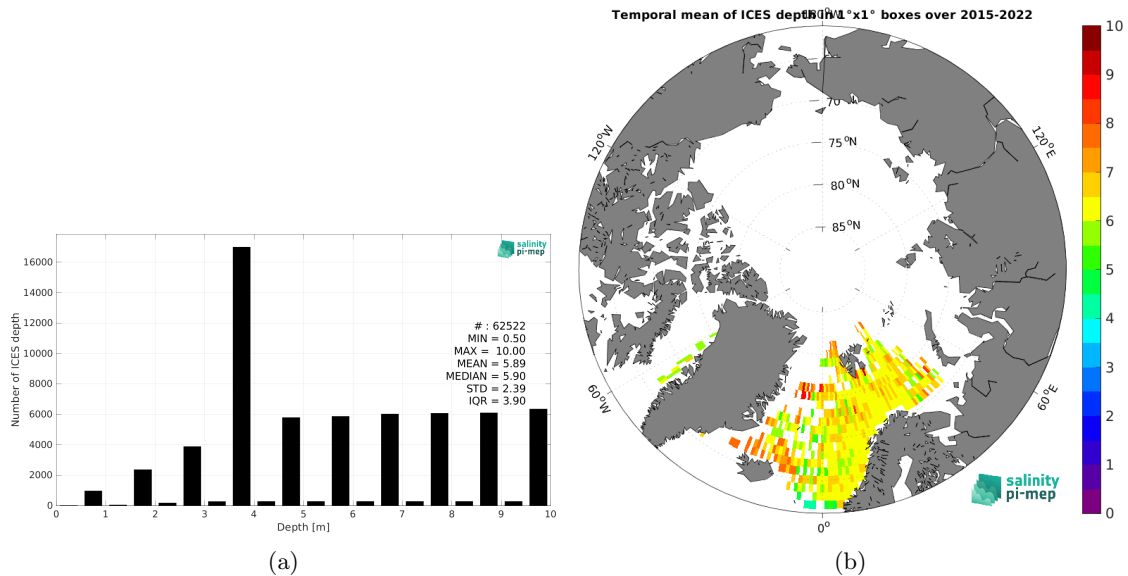 Temporal mean of ICES depth in 1°x1° boxes over 2015-2022
180°W
70°N
75°N
80°N
85°N
120°W
120°E
60°W
60°E
0°
10
9
8
7
6
5
4
3
2
1
0
salinity
pi-mep
salinity
pi-mep
Number of ICES depth
16000
14000
12000
10000
8000
6000
4000
2000
0
# : 62522
MIN = 0.50
MAX = 10.00
MEAN = 5.89
MEDIAN = 5.90
STD = 2.39
IQR = 3.90
0 1 2 3 4 5 6 7 8 9 10
Depth [m]
(a)
(b)